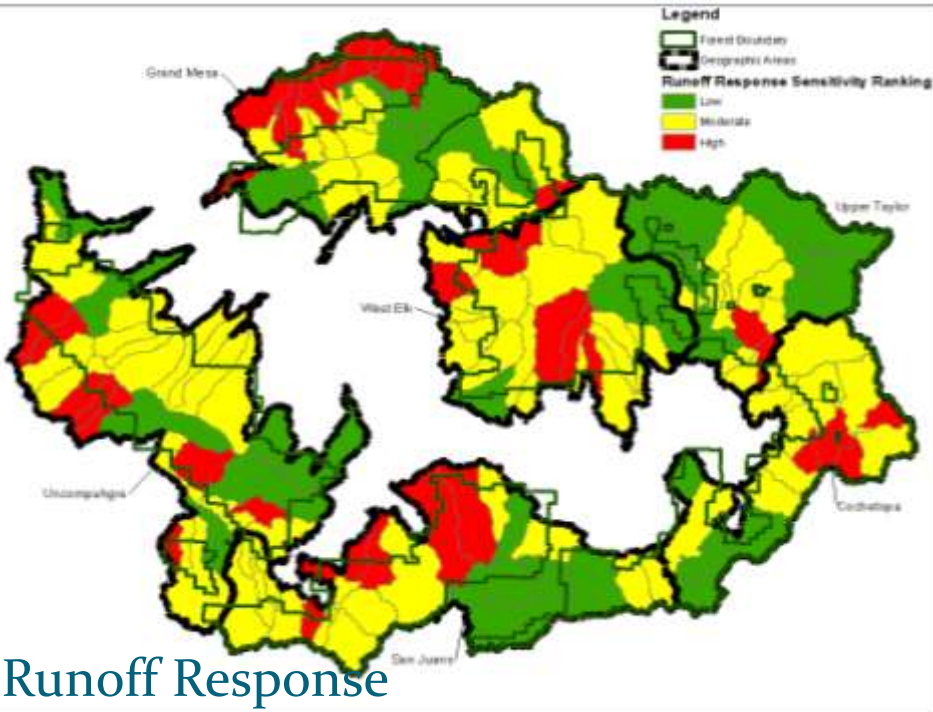 Legend
Forest Boundary
Geographic Areas
Runoff Response Sensitivity Ranking
Low
Moderate
High
Grand Mesa
Upper Taylor
West Elk
Uncompahgre
Cochetopa
San Juans
Runoff Response